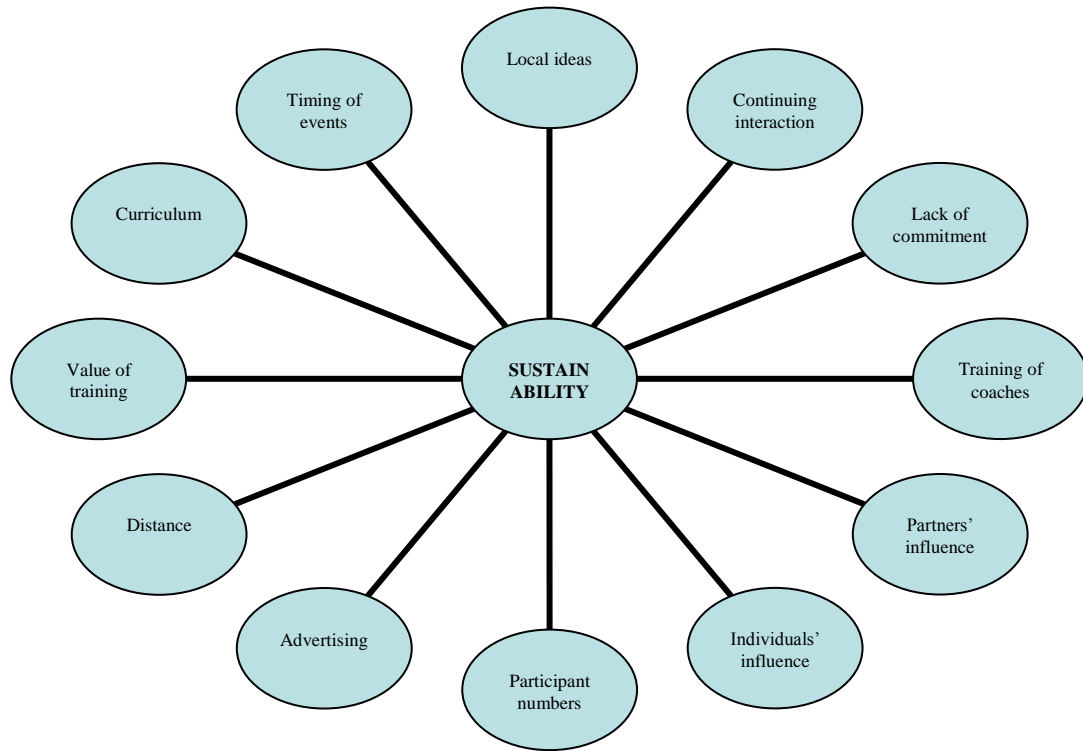 Local ideas
Timing of
events
Continuing
interaction
Curriculum
Lack of
commitment
Value of
training
SUSTAIN
ABILITY
Training of
coaches
Distance
Partners’
influence
Advertising
Individuals’
influence
Participant
numbers